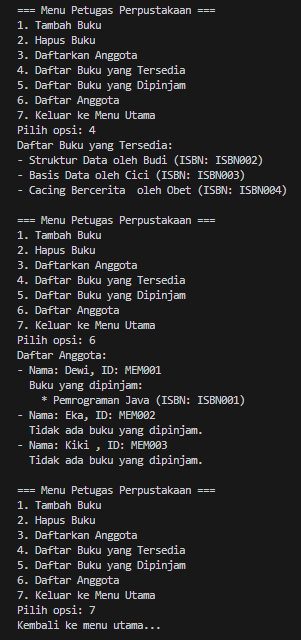 === Menu Petugas Perpustakaan ===
1. Tambah Buku
2. Hapus Buku
3. Daftarkan Anggota
4. Daftar Buku yang Tersedia
5. Daftar Buku yang Dipinjam
6. Daftar Anggota
7. Keluar ke Menu Utama
Pilih opsi: 4
Daftar Buku yang Tersedia:
- Struktur Data oleh Budi (ISBN: ISBN002)
- Basis Data oleh Cici (ISBN: ISBN003)
- Cacing Bercerita  oleh Obet (ISBN: ISBN004)

=== Menu Petugas Perpustakaan ===
1. Tambah Buku
2. Hapus Buku
3. Daftarkan Anggota
4. Daftar Buku yang Tersedia
5. Daftar Buku yang Dipinjam
6. Daftar Anggota
7. Keluar ke Menu Utama
Pilih opsi: 6
Daftar Anggota:
- Nama: Dewi, ID: MEM001
  Buku yang dipinjam:
    * Pemrograman Java (ISBN: ISBN001)
- Nama: Eka, ID: MEM002
  Tidak ada buku yang dipinjam.
- Nama: Kiki , ID: MEM003
  Tidak ada buku yang dipinjam.

=== Menu Petugas Perpustakaan ===
1. Tambah Buku
2. Hapus Buku
3. Daftarkan Anggota
4. Daftar Buku yang Tersedia
5. Daftar Buku yang Dipinjam
6. Daftar Anggota
7. Keluar ke Menu Utama
Pilih opsi: 7
Kembali ke menu utama...